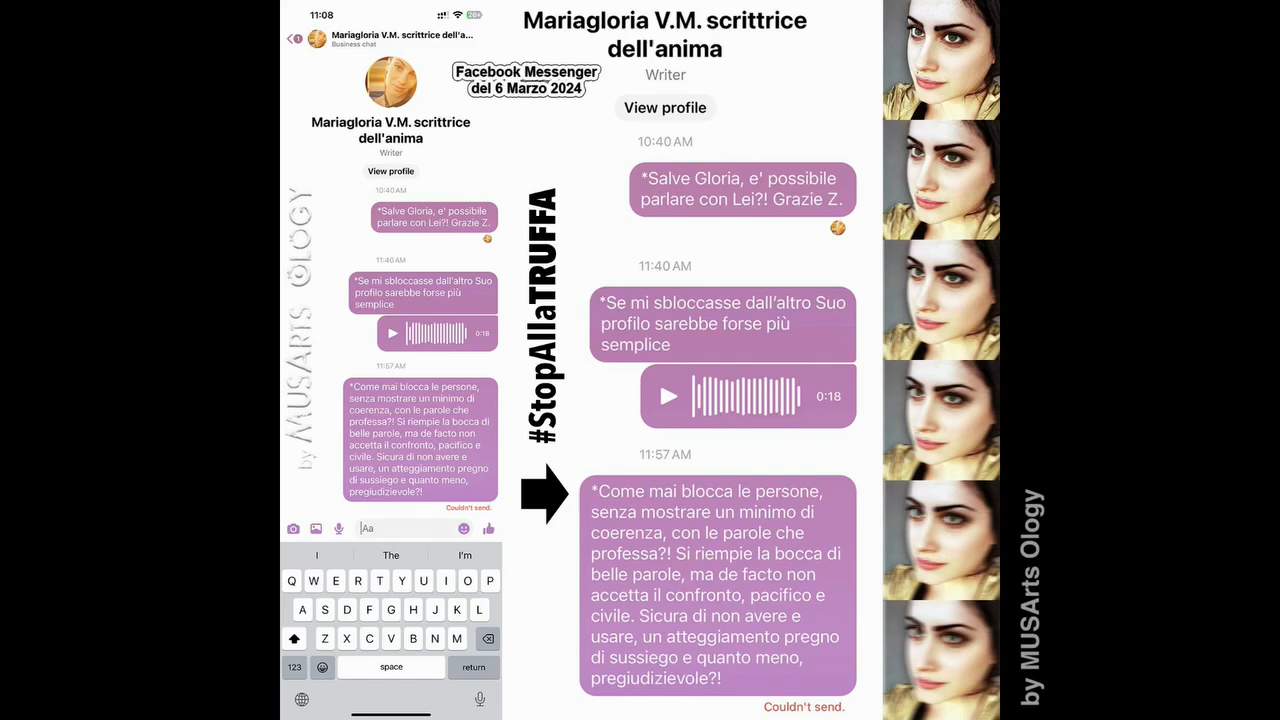 11:08
26+
1
Mariagloria V.M. scrittrice dell'a...
Business chat
Mariagloria V.M. scrittrice
dell'anima
Writer
View profile
10:40 AM
*Salve Gloria, e' possibile
parlare con Lei?! Grazie Z.
11:40 AM
*Se mi sbloccasse dall'altro Suo
profilo sarebbe forse più
semplice
0:18
11:57 AM
*Come mai blocca le persone,
senza mostrare un minimo di
coerenza, con le parole che
professa?! Si riempie la bocca di
belle parole, ma de facto non
accetta il confronto, pacifico e
civile. Sicura di non avere e
usare, un atteggiamento pregno
di sussiego e quanto meno,
pregiudizievole?!
Couldn't send.
Aa
I The I'm
Q W E R T Y U I O P
A S D F G H J K L
Z X C V B N M
123 space return
by MUSArts OLOGY
Facebook Messenger
del 6 Marzo 2024
#StopAllaTRUFFA
Mariagloria V.M. scrittrice
dell'anima
Writer
View profile
10:40 AM
*Salve Gloria, e' possibile
parlare con Lei?! Grazie Z.
11:40 AM
*Se mi sbloccasse dall'altro Suo
profilo sarebbe forse più
semplice
0:18
11:57 AM
*Come mai blocca le persone,
senza mostrare un minimo di
coerenza, con le parole che
professa?! Si riempie la bocca di
belle parole, ma de facto non
accetta il confronto, pacifico e
civile. Sicura di non avere e
usare, un atteggiamento pregno
di sussiego e quanto meno,
pregiudizievole?!
Couldn't send.
by MUSArts Ology